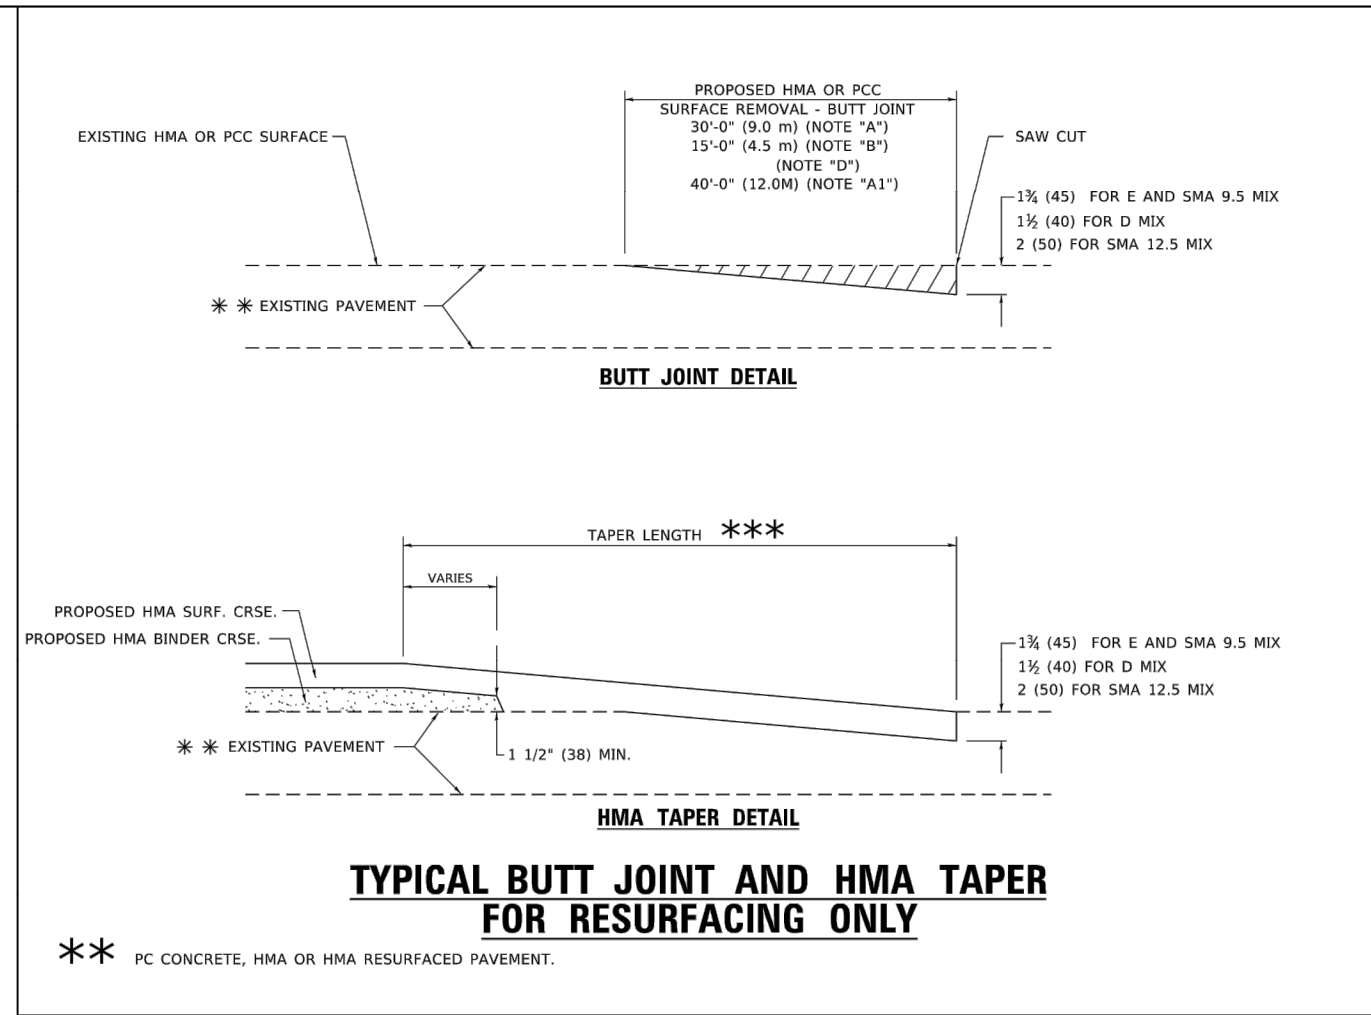 PROPOSED HMA OR PCC
SURFACE REMOVAL - BUTT JOINT
30'-0" (9.0 m) (NOTE "A")
15'-0" (4.5 m) (NOTE "B")
(NOTE "D")
40'-0" (12.0M) (NOTE "A1")
EXISTING HMA OR PCC SURFACE
SAW CUT
1¾ (45) FOR E AND SMA 9.5 MIX
1½ (40) FOR D MIX
2 (50) FOR SMA 12.5 MIX
** EXISTING PAVEMENT
BUTT JOINT DETAIL
TAPER LENGTH ***
VARIES
PROPOSED HMA SURF. CRSE.
PROPOSED HMA BINDER CRSE.
1¾ (45) FOR E AND SMA 9.5 MIX
1½ (40) FOR D MIX
2 (50) FOR SMA 12.5 MIX
** EXISTING PAVEMENT
1 1/2" (38) MIN.
HMA TAPER DETAIL
TYPICAL BUTT JOINT AND HMA TAPER
FOR RESURFACING ONLY
** PC CONCRETE, HMA OR HMA RESURFACED PAVEMENT.